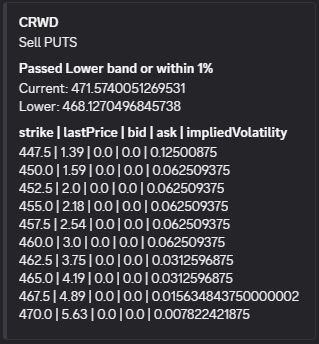 CRWD
Sell PUTS
Passed Lower band or within 1%
Current: 471.5740051269531
Lower: 468.1270496845738
strike | lastPrice | bid | ask | impliedVolatility
447.5 | 1.39 | 0.0 | 0.0 | 0.12500875
450.0 | 1.59 | 0.0 | 0.0 | 0.062509375
452.5 | 2.0 | 0.0 | 0.0 | 0.062509375
455.0 | 2.18 | 0.0 | 0.0 | 0.062509375
457.5 | 2.54 | 0.0 | 0.0 | 0.062509375
460.0 | 3.0 | 0.0 | 0.0 | 0.062509375
462.5 | 3.75 | 0.0 | 0.0 | 0.0312596875
465.0 | 4.19 | 0.0 | 0.0 | 0.0312596875
467.5 | 4.89 | 0.0 | 0.0 | 0.015634843750000002
470.0 | 5.63 | 0.0 | 0.0 | 0.007822421875